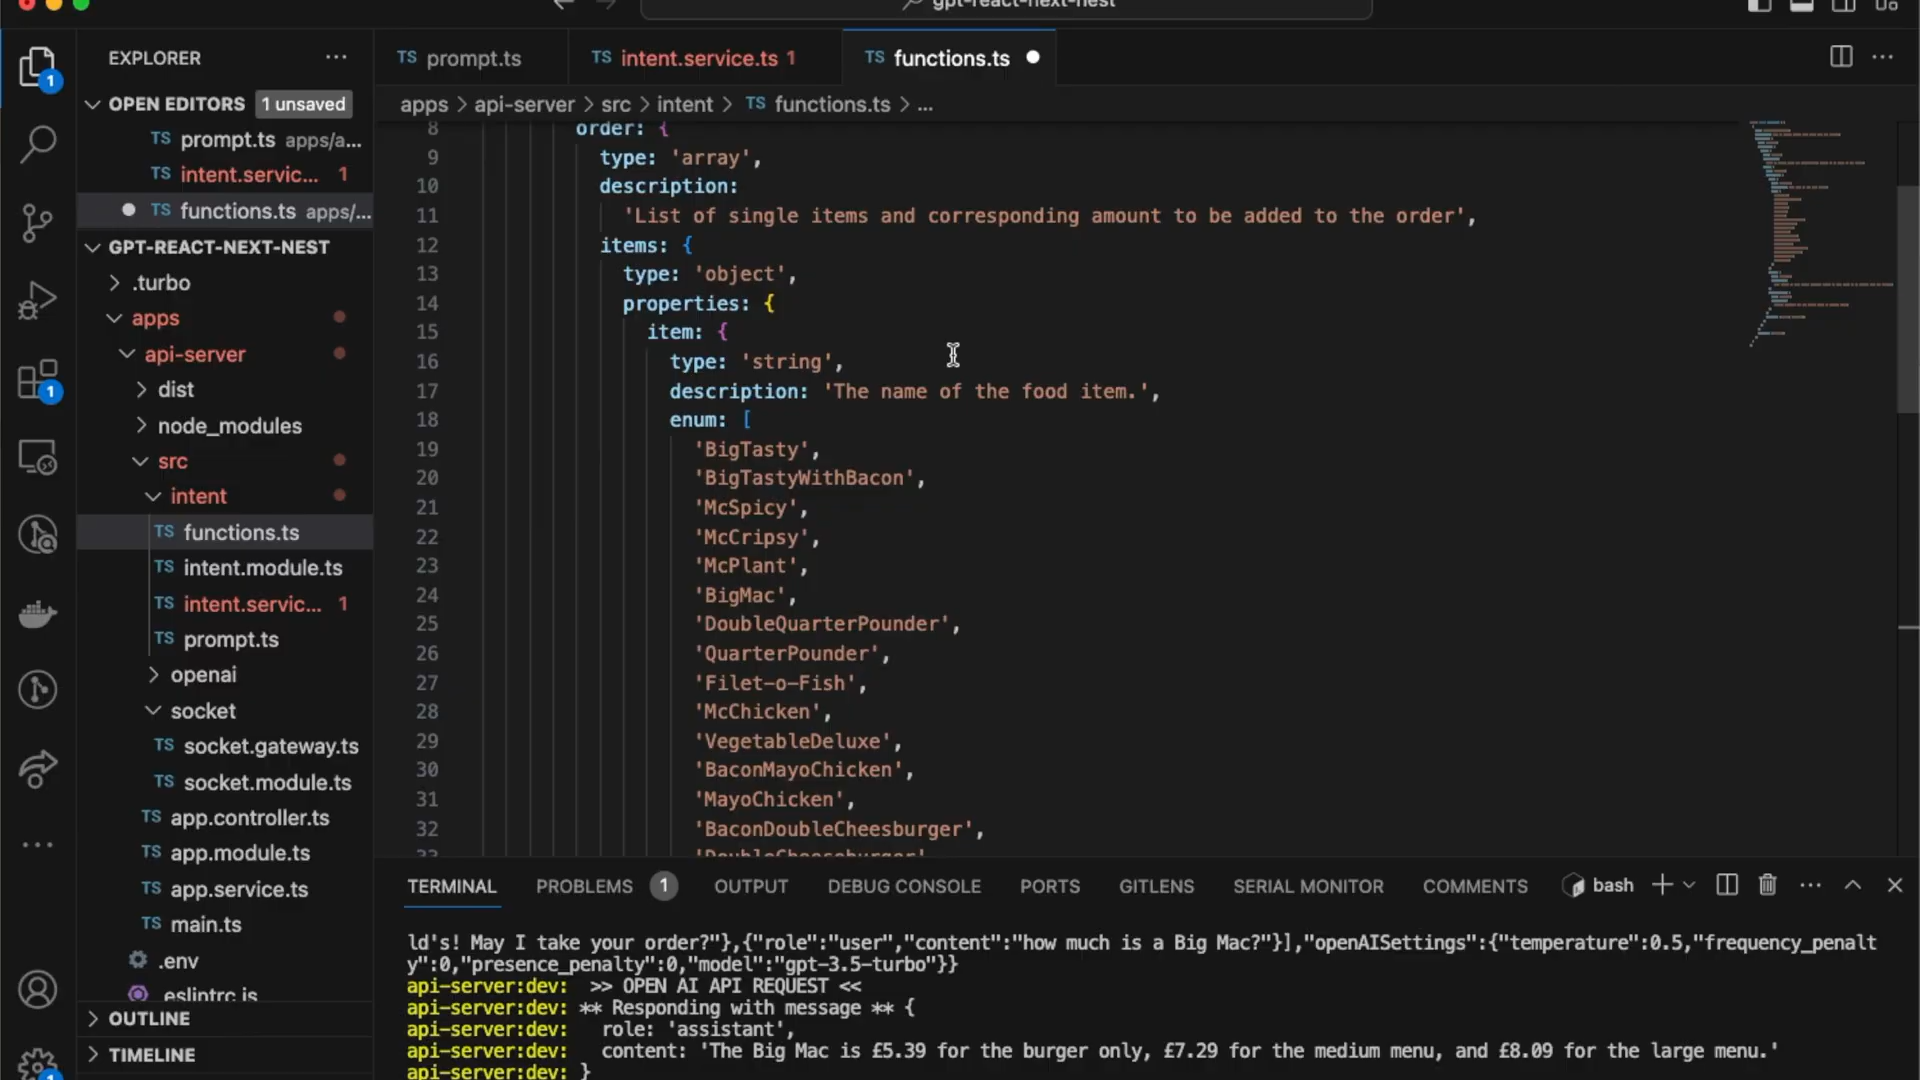 gpt-react-next-nest
EXPLORER
OPEN EDITORS 1 unsaved
TS prompt.ts apps/a...
TS intent.servic... 1
TS functions.ts apps/...
GPT-REACT-NEXT-NEST
.turbo
apps
api-server
dist
node_modules
src
intent
TS functions.ts
TS intent.module.ts
TS intent.servic... 1
TS prompt.ts
openai
socket
TS socket.gateway.ts
TS socket.module.ts
TS app.controller.ts
TS app.module.ts
TS app.service.ts
TS main.ts
.env
.eslintrc.js
OUTLINE
TIMELINE
1
1
1
TS prompt.ts
TS intent.service.ts 1
TS functions.ts
apps > api-server > src > intent > TS functions.ts > ...
8 order: {
9 type: 'array',
10 description:
11 'List of single items and corresponding amount to be added to the order',
12 items: {
13 type: 'object',
14 properties: {
15 item: {
16 type: 'string',
17 description: 'The name of the food item.',
18 enum: [
19 'BigTasty',
20 'BigTastyWithBacon',
21 'McSpicy',
22 'McCripsy',
23 'McPlant',
24 'BigMac',
25 'DoubleQuarterPounder',
26 'QuarterPounder',
27 'Filet-o-Fish',
28 'McChicken',
29 'VegetableDeluxe',
30 'BaconMayoChicken',
31 'MayoChicken',
32 'BaconDoubleCheesburger',
33 'DoubleCheeseburger',
TERMINAL PROBLEMS 1 OUTPUT DEBUG CONSOLE PORTS GITLENS SERIAL MONITOR COMMENTS bash
ld's! May I take your order?"},{"role":"user","content":"how much is a Big Mac?"}],"openAISettings":{"temperature":0.5,"frequency_penalt
y":0,"presence_penalty":0,"model":"gpt-3.5-turbo"}}
api-server:dev: >> OPEN AI API REQUEST <<
api-server:dev: ** Responding with message ** {
api-server:dev: role: 'assistant',
api-server:dev: content: 'The Big Mac is £5.39 for the burger only, £7.29 for the medium menu, and £8.09 for the large menu.'
api-server:dev: }